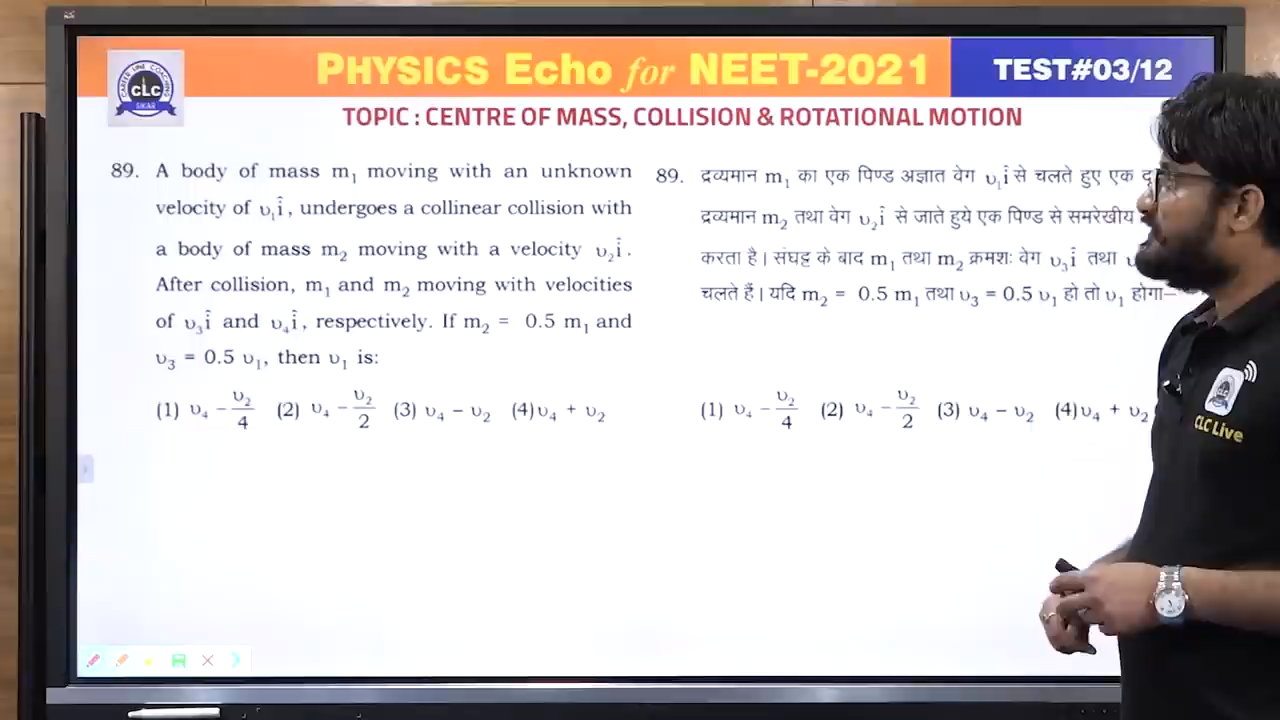 PHYSICS Echo for NEET-2021
TEST#03/12
CLC
SIKAR
TOPIC : CENTRE OF MASS, COLLISION & ROTATIONAL MOTION
89. A body of mass m₁ moving with an unknown
velocity of υ₁î, undergoes a collinear collision with
a body of mass m₂ moving with a velocity υ₂î.
After collision, m₁ and m₂ moving with velocities
of υ₃î and υ₄î, respectively. If m₂ = 0.5 m₁ and
υ₃ = 0.5 υ₁, then υ₁ is:
(1) υ₄ − υ₂/4 (2) υ₄ − υ₂/2 (3) υ₄ − υ₂ (4) υ₄ + υ₂
89. द्रव्यमान m₁ का एक पिण्ड अज्ञात वेग υ₁î से चलते हुए एक
द्रव्यमान m₂ तथा वेग υ₂î से जाते हुये एक पिण्ड से समरेखीय
करता है। संघट्ट के बाद m₁ तथा m₂ क्रमशः वेग υ₃î तथा
चलते हैं। यदि m₂ = 0.5 m₁ तथा υ₃ = 0.5 υ₁ हो तो υ₁ होगा–
(1) υ₄ − υ₂/4 (2) υ₄ − υ₂/2 (3) υ₄ − υ₂ (4) υ₄ + υ₂
CLC Live